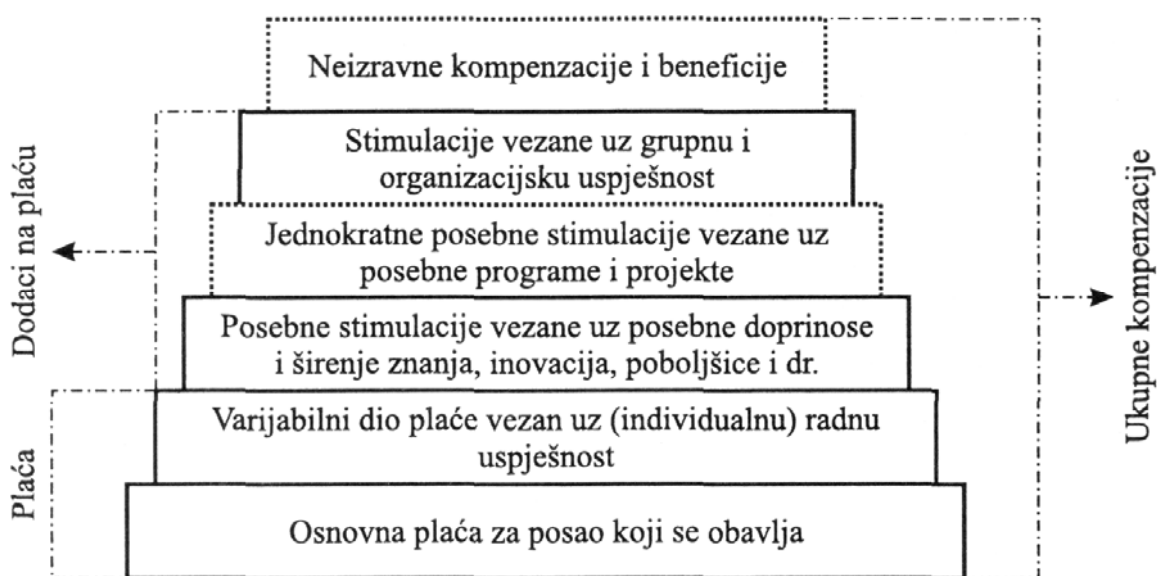 Neizravne kompenzacije i beneficije
Stimulacije vezane uz grupnu i
organizacijsku uspješnost
Jednokratne posebne stimulacije vezane uz
posebne programe i projekte
Posebne stimulacije vezane uz posebne doprinose
i širenje znanja, inovacija, poboljšice i dr.
Varijabilni dio plaće vezan uz (individualnu) radnu
uspješnost
Osnovna plaća za posao koji se obavlja
Dodaci na plaću
Plaća
Ukupne kompenzacije